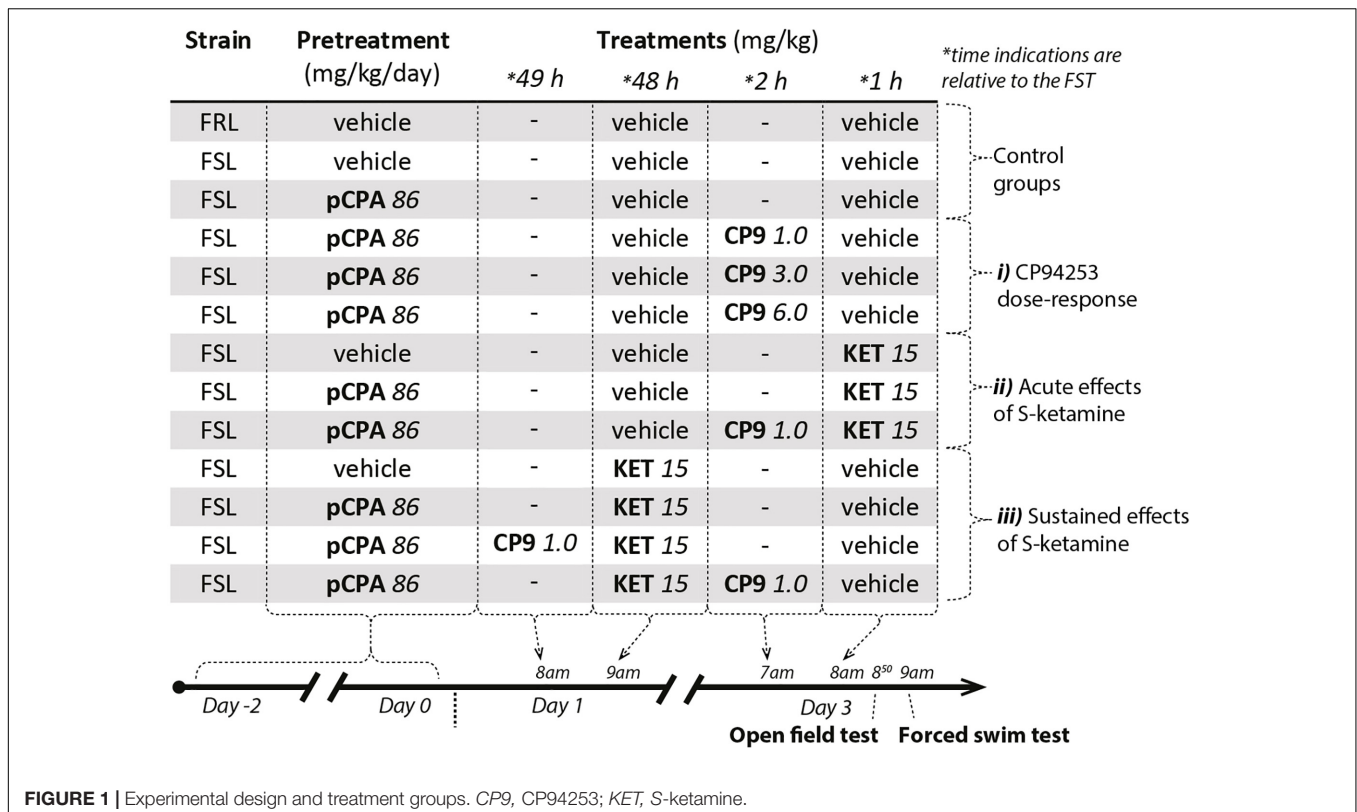 Strain Pretreatment Treatments (mg/kg)
(mg/kg/day) *49 h *48 h *2 h *1 h
*time indications are
relative to the FST
FRL vehicle - vehicle - vehicle
FSL vehicle - vehicle - vehicle
FSL pCPA 86 - vehicle - vehicle
Control
groups
FSL pCPA 86 - vehicle CP9 1.0 vehicle
FSL pCPA 86 - vehicle CP9 3.0 vehicle
FSL pCPA 86 - vehicle CP9 6.0 vehicle
i) CP94253
dose-response
FSL vehicle - vehicle - KET 15
FSL pCPA 86 - vehicle - KET 15
FSL pCPA 86 - vehicle CP9 1.0 KET 15
ii) Acute effects
of S-ketamine
FSL vehicle - KET 15 - vehicle
FSL pCPA 86 - KET 15 - vehicle
FSL pCPA 86 CP9 1.0 KET 15 - vehicle
FSL pCPA 86 - KET 15 CP9 1.0 vehicle
iii) Sustained effects
of S-ketamine
8am 9am 7am 8am 8⁵⁰ 9am
Day -2 Day 0 Day 1 Day 3
Open field test Forced swim test
FIGURE 1 | Experimental design and treatment groups. CP9, CP94253; KET, S-ketamine.